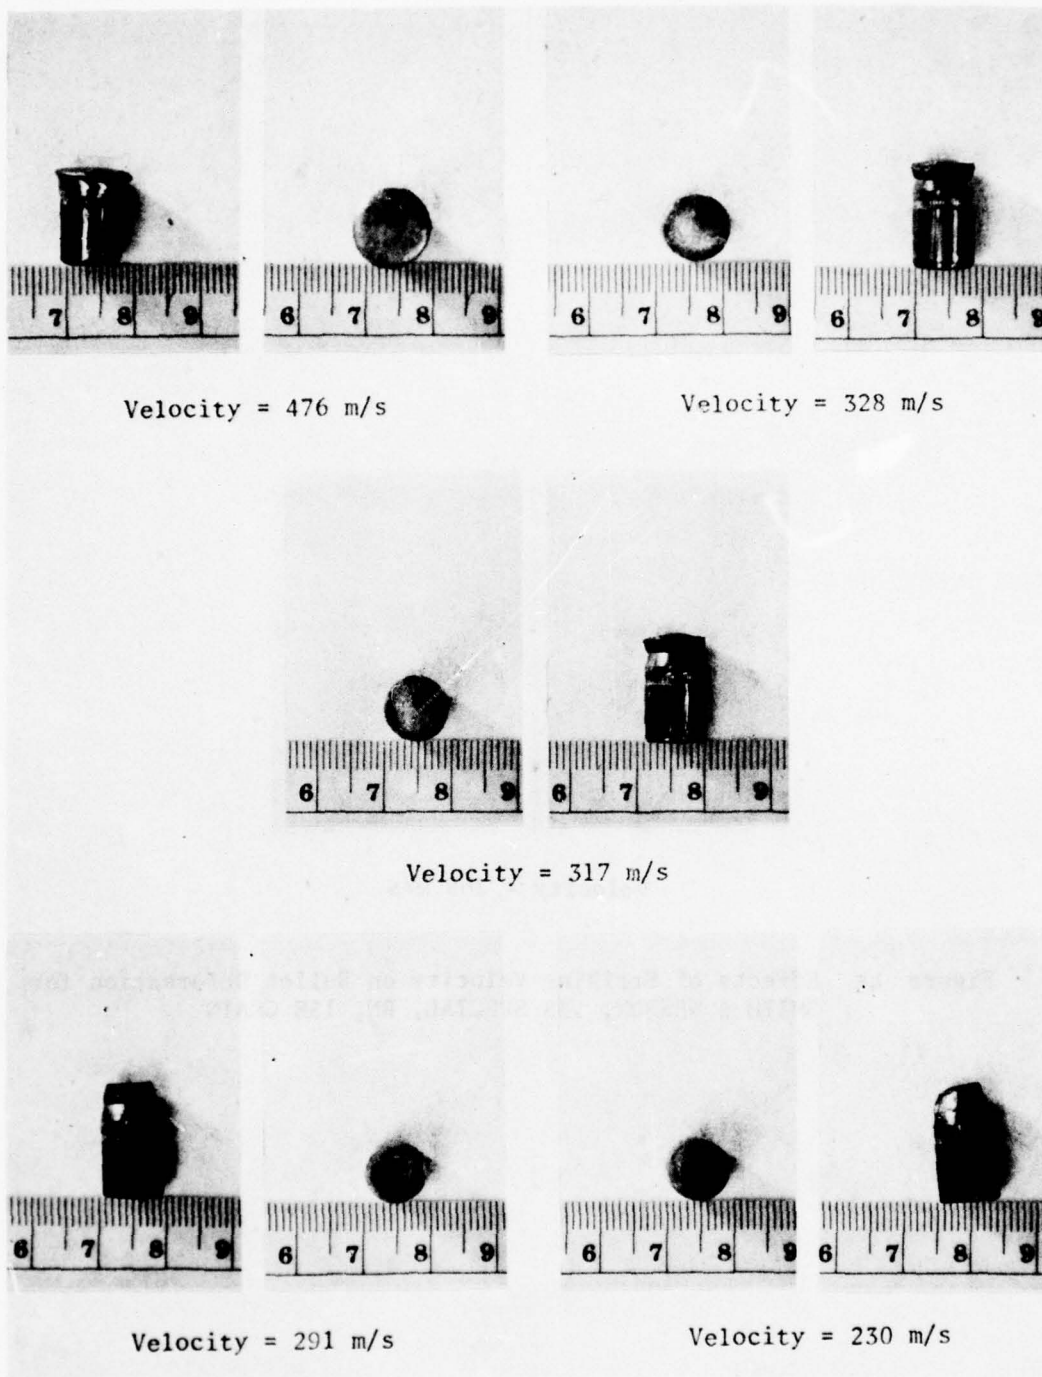 7 8 6 7 8 9 6 7 8 9 6 7 8 9
Velocity = 476 m/s Velocity = 328 m/s
6 7 8 9 6 7 8 9
Velocity = 317 m/s
6 7 8 9 6 7 8 9 6 7 8 9 6 7 8 9
Velocity = 291 m/s Velocity = 230 m/s